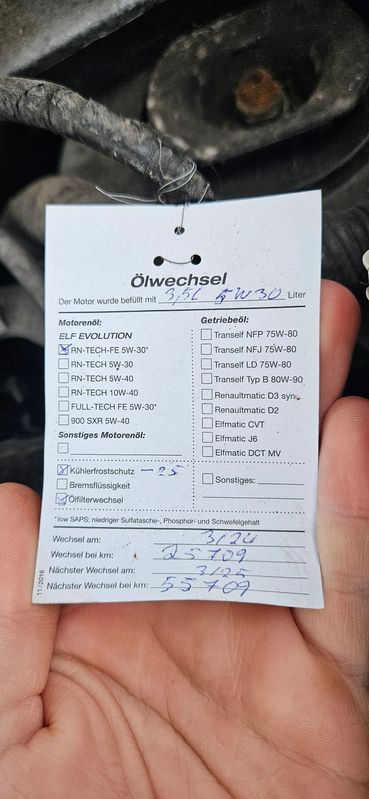 Ölwechsel
Der Motor wurde befüllt mit 3,5L 5W30 Liter
Motorenöl:
ELF EVOLUTION
RN-TECH-FE 5W-30*
RN-TECH 5W-30
RN-TECH 5W-40
RN-TECH 10W-40
FULL-TECH FE 5W-30*
900 SXR 5W-40
Sonstiges Motorenöl:
Getriebeöl:
Tranself NFP 75W-80
Tranself NFJ 75W-80
Tranself LD 75W-80
Tranself Typ B 80W-90
Renaultmatic D3 syn
Renaultmatic D2
Elfmatic CVT
Elfmatic J6
Elfmatic DCT MV
Kühlerfrostschutz -25
Bremsflüssigkeit
Ölfilterwechsel
Sonstiges:
*low SAPS: niedriger Sulfatasche-, Phosphor- und Schwefelgehalt
Wechsel am: 3/24
Wechsel bei km: 25709
Nächster Wechsel am: 3/25
Nächster Wechsel bei km: 55709
11/2018